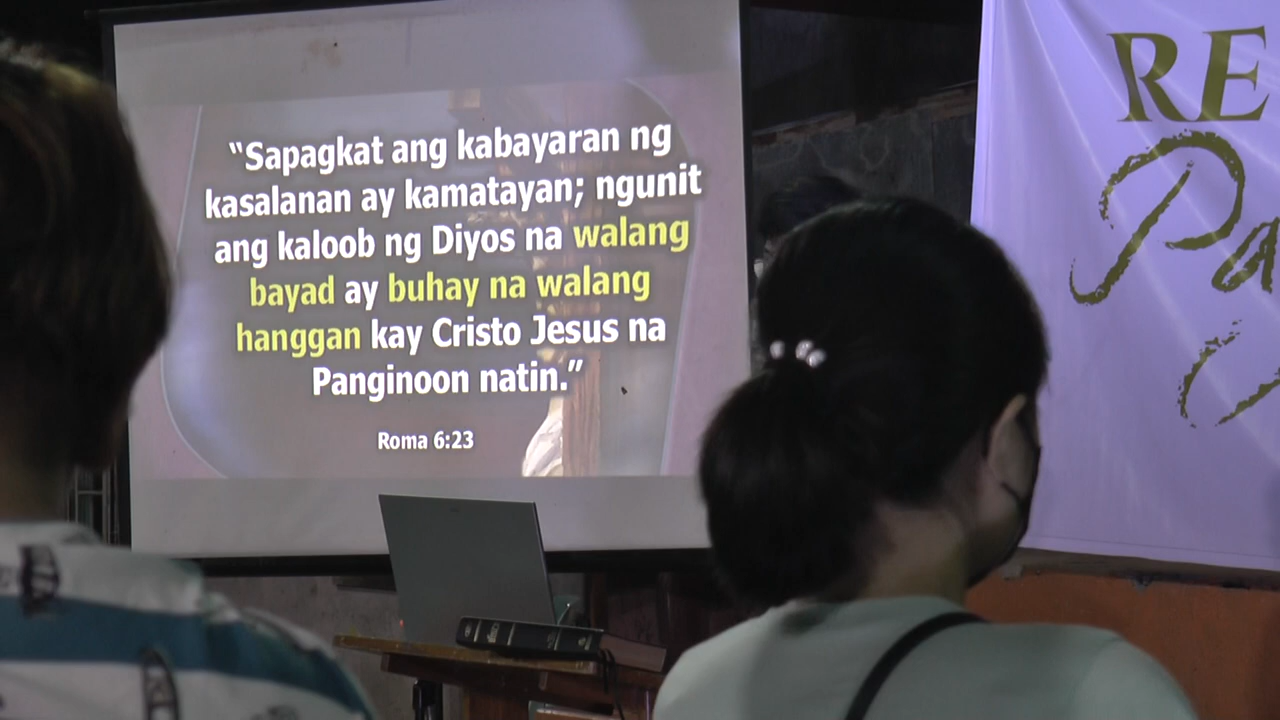 “Sapagkat ang kabayaran ng
kasalanan ay kamatayan; ngunit
ang kaloob ng Diyos na walang
bayad ay buhay na walang
hanggan kay Cristo Jesus na
Panginoon natin.”
Roma 6:23
RE
Pa